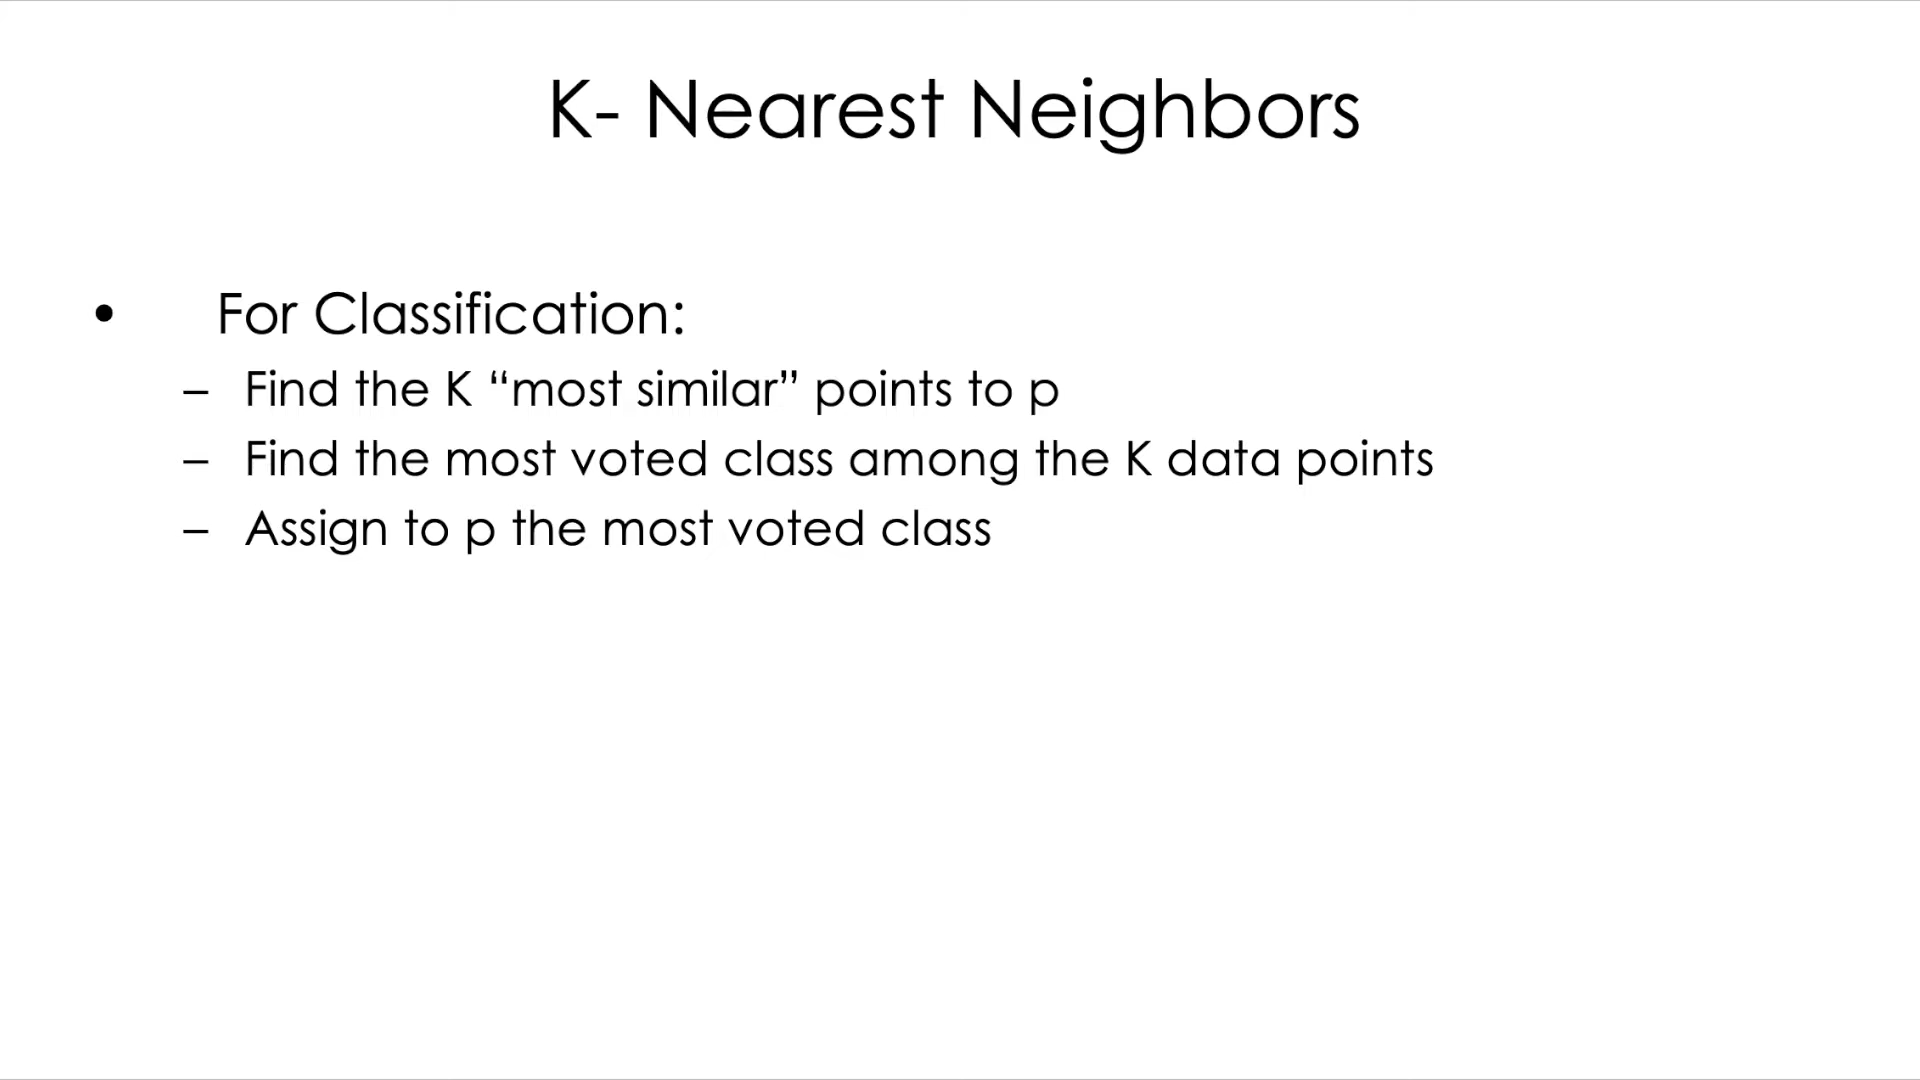 K- Nearest Neighbors
• For Classification:
– Find the K “most similar” points to p
– Find the most voted class among the K data points
– Assign to p the most voted class